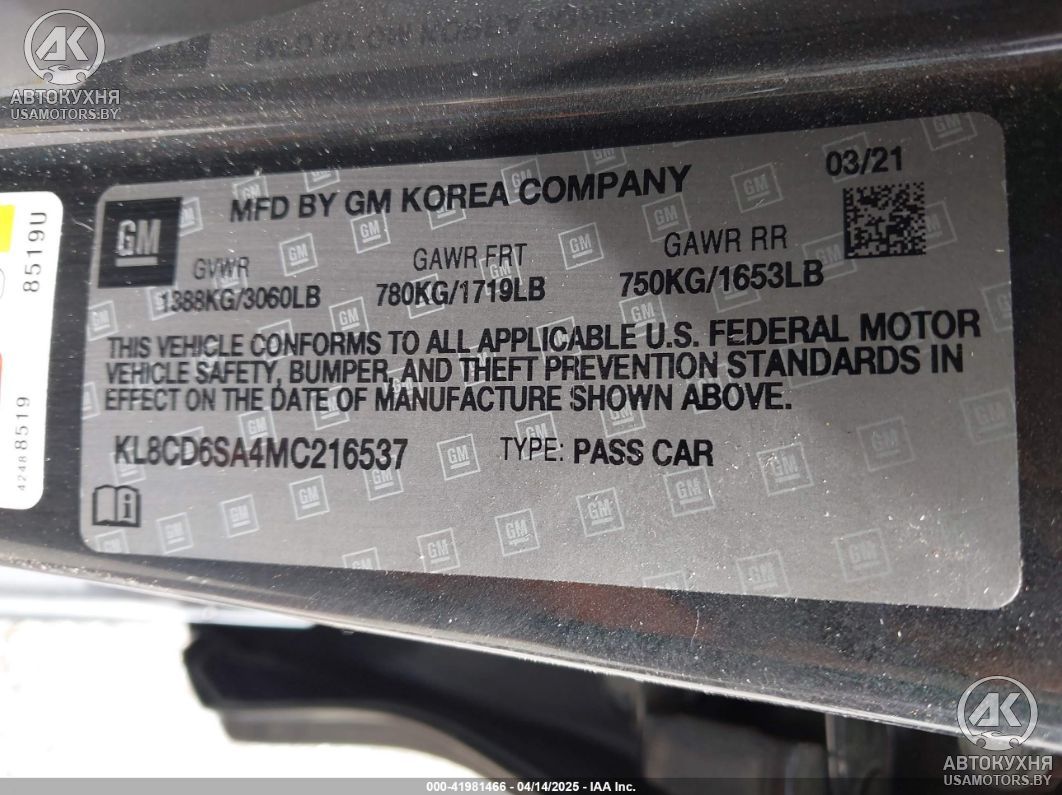 АВТОКУХНЯ
USAMOTORS.BY
GM
MFD BY GM KOREA COMPANY
03/21
GVWR
1388KG/3060LB
GAWR FRT
780KG/1719LB
GAWR RR
750KG/1653LB
THIS VEHICLE CONFORMS TO ALL APPLICABLE U.S. FEDERAL MOTOR
VEHICLE SAFETY, BUMPER, AND THEFT PREVENTION STANDARDS IN
EFFECT ON THE DATE OF MANUFACTURE SHOWN ABOVE.
KL8CD6SA4MC216537
TYPE: PASS CAR
8519U
42488519
АВТОКУХНЯ
USAMOTORS.BY
000-41981466 - 04/14/2025 - IAA Inc.